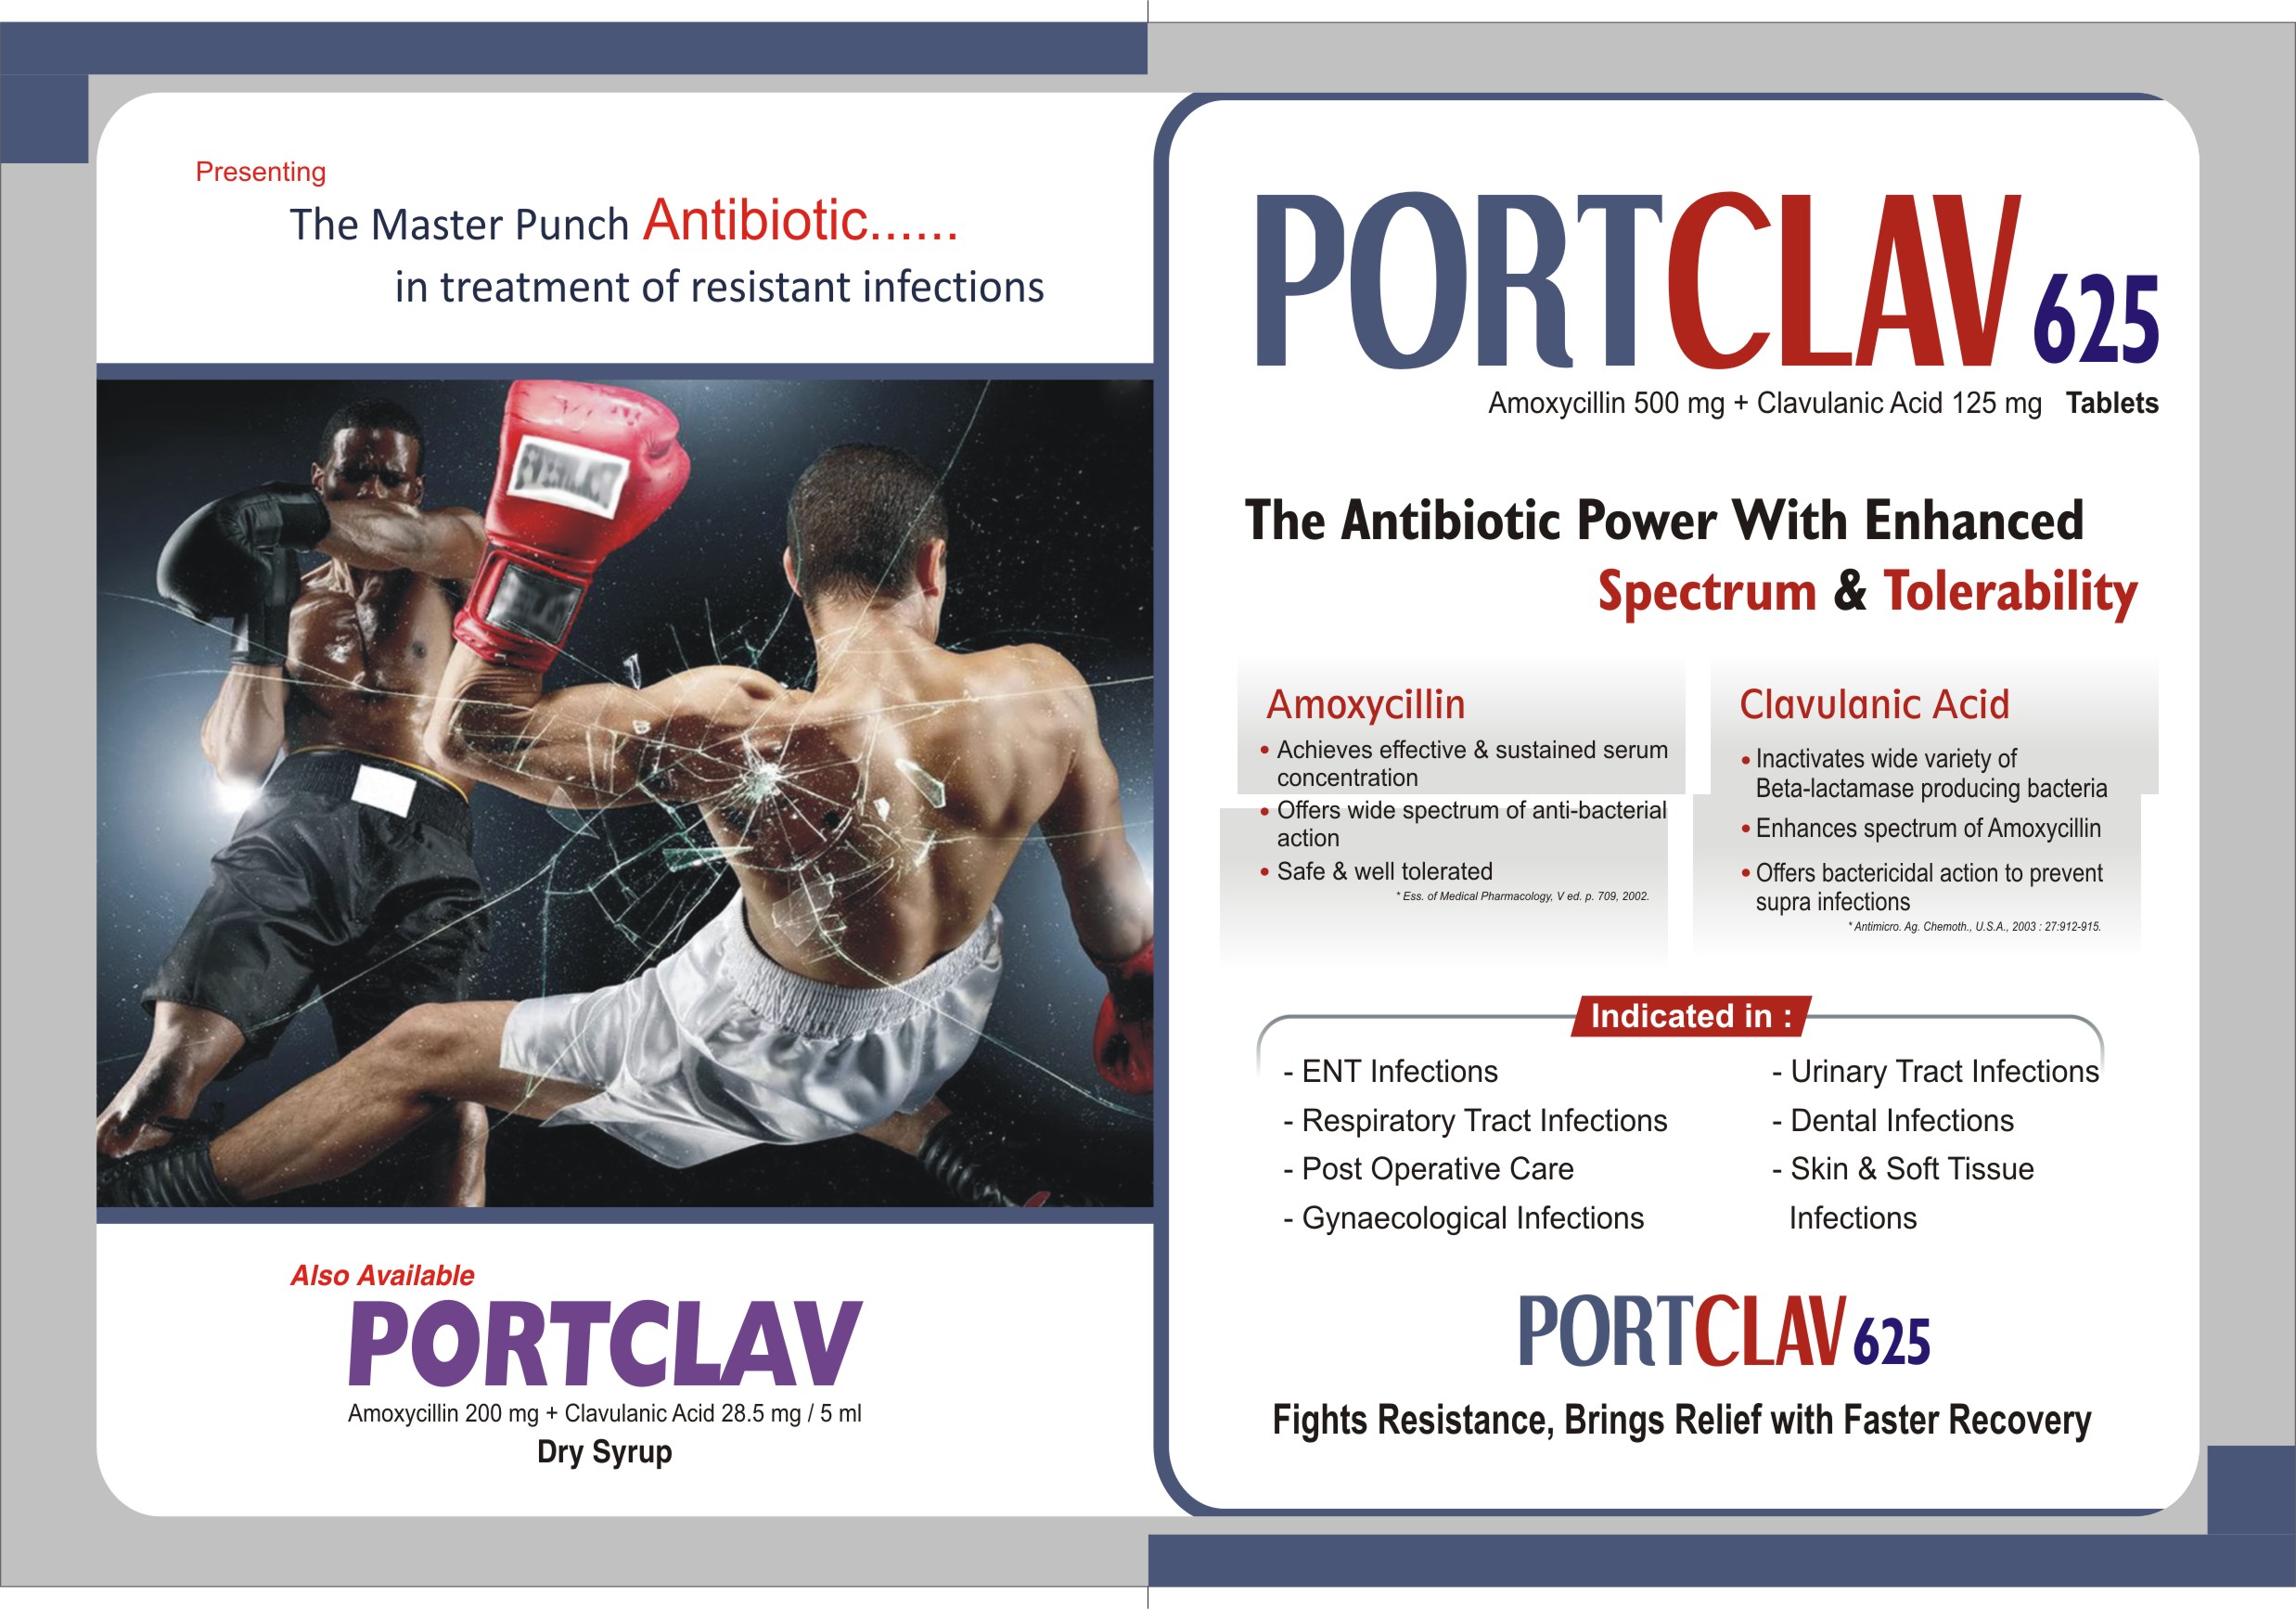 Presenting
The Master Punch Antibiotic......
in treatment of resistant infections
Also Available
PORTCLAV
Amoxycillin 200 mg + Clavulanic Acid 28.5 mg / 5 ml
Dry Syrup
PORTCLAV 625
Amoxycillin 500 mg + Clavulanic Acid 125 mg Tablets
The Antibiotic Power With Enhanced
Spectrum & Tolerability
Amoxycillin
• Achieves effective & sustained serum
concentration
• Offers wide spectrum of anti-bacterial
action
• Safe & well tolerated
* Ess. of Medical Pharmacology, V ed. p. 709, 2002.
Clavulanic Acid
• Inactivates wide variety of
Beta-lactamase producing bacteria
• Enhances spectrum of Amoxycillin
• Offers bactericidal action to prevent
supra infections
* Antimicro. Ag. Chemoth., U.S.A., 2003 : 27:912-915.
Indicated in :
- ENT Infections
- Respiratory Tract Infections
- Post Operative Care
- Gynaecological Infections
- Urinary Tract Infections
- Dental Infections
- Skin & Soft Tissue
Infections
PORTCLAV 625
Fights Resistance, Brings Relief with Faster Recovery